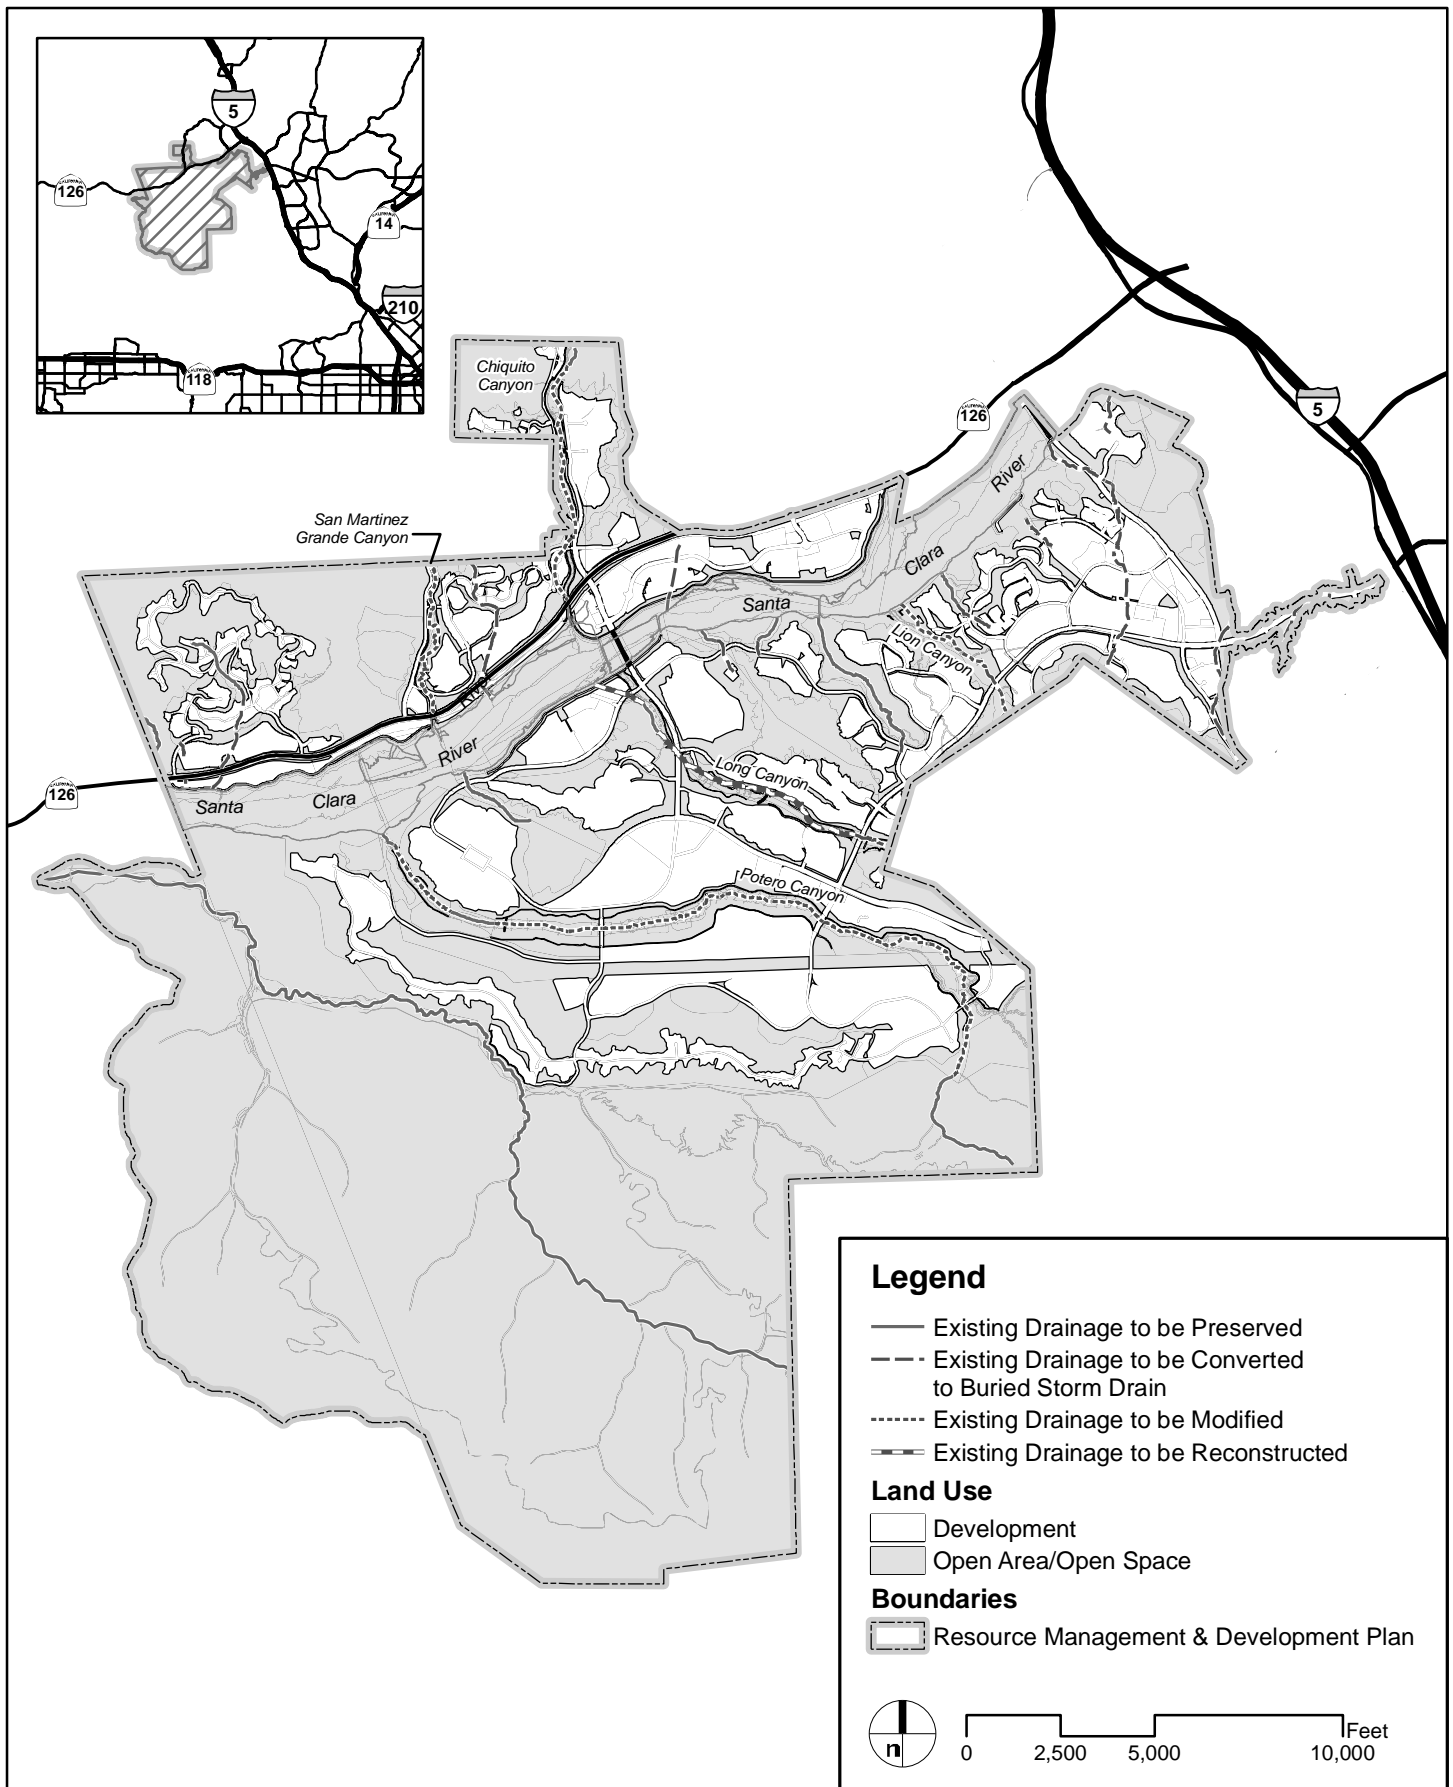 5
126
CALIFORNIA
14
210
118
Chiquito
Canyon
126
5
San Martinez
Grande Canyon
River
Clara
Santa
Lion Canyon
River
River
Long Canyon
126
Santa
Clara
Potero Canyon
Legend
Existing Drainage to be Preserved
Existing Drainage to be Converted
to Buried Storm Drain
Existing Drainage to be Modified
Existing Drainage to be Reconstructed
Land Use
Development
Open Area/Open Space
Boundaries
Resource Management & Development Plan
n
Feet
0 2,500 5,000 10,000